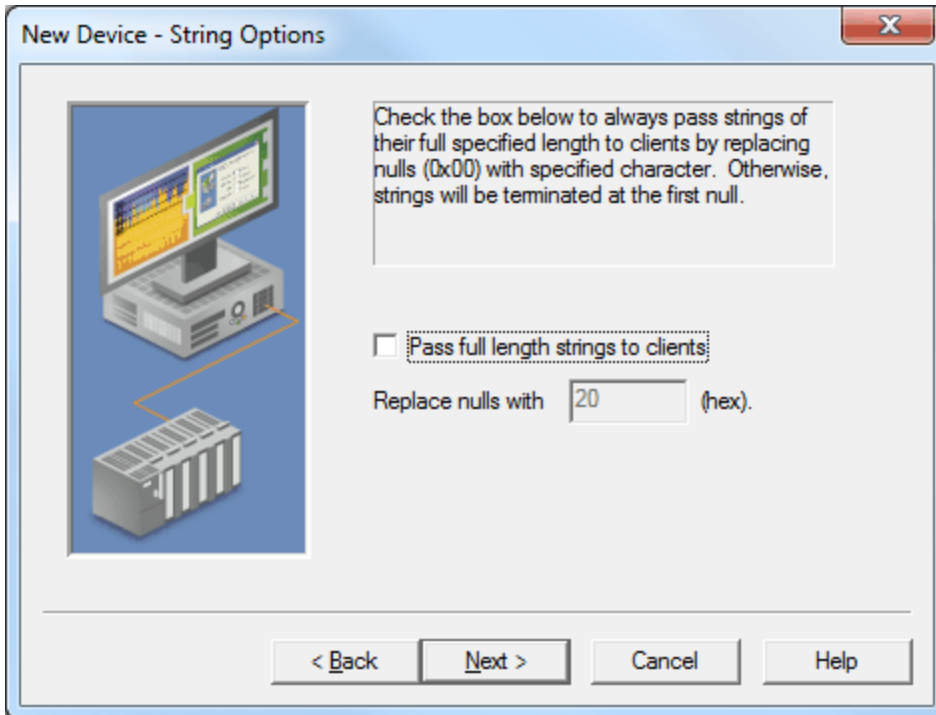 New Device - String Options
Check the box below to always pass strings of
their full specified length to clients by replacing
nulls (0x00) with specified character.  Otherwise,
strings will be terminated at the first null.
Pass full length strings to clients
Replace nulls with 20 (hex).
< Back Next > Cancel Help